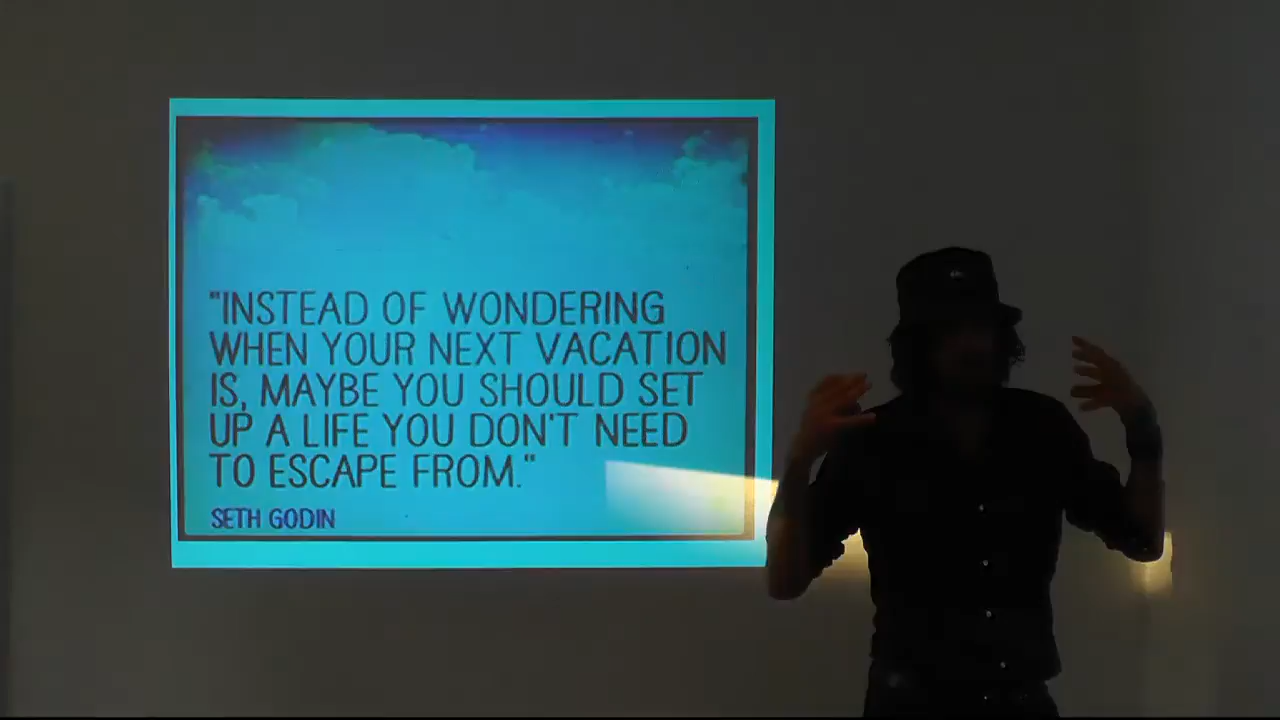 "INSTEAD OF WONDERING
WHEN YOUR NEXT VACATION
IS, MAYBE YOU SHOULD SET
UP A LIFE YOU DON'T NEED
TO ESCAPE FROM."
SETH GODIN